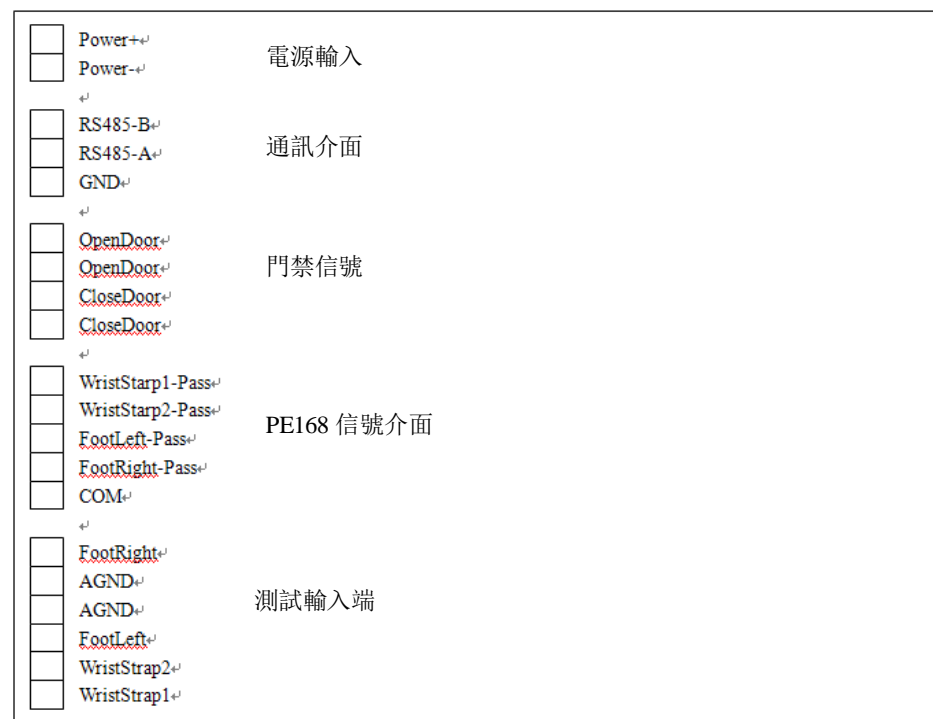 Power+
電源輸入
Power-
RS485-B
RS485-A
通訊介面
GND
OpenDoor
OpenDoor
門禁信號
CloseDoor
CloseDoor
WristStarp1-Pass
WristStarp2-Pass
PE168 信號介面
FootLeft-Pass
FootRight-Pass
COM
FootRight
AGND
AGND
測試輸入端
FootLeft
WristStrap2
WristStrap1